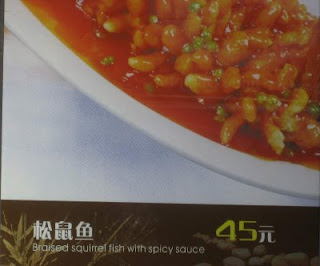 松鼠鱼 45元
Braised squirrel fish with spicy sauce